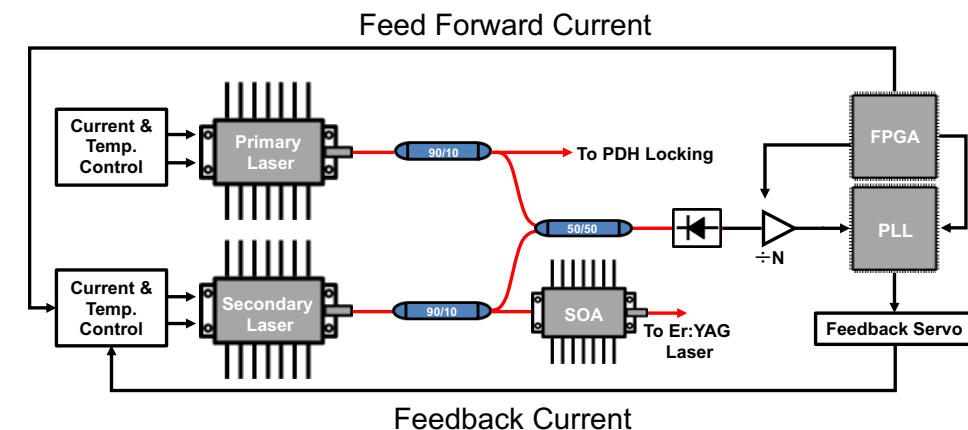 Feed Forward Current
Current &
Temp.
Control
Primary
Laser
90/10
To PDH Locking
FPGA
50/50
÷N
PLL
Current &
Temp.
Control
Secondary
Laser
90/10
SOA
To Er:YAG
Laser
Feedback Servo
Feedback Current